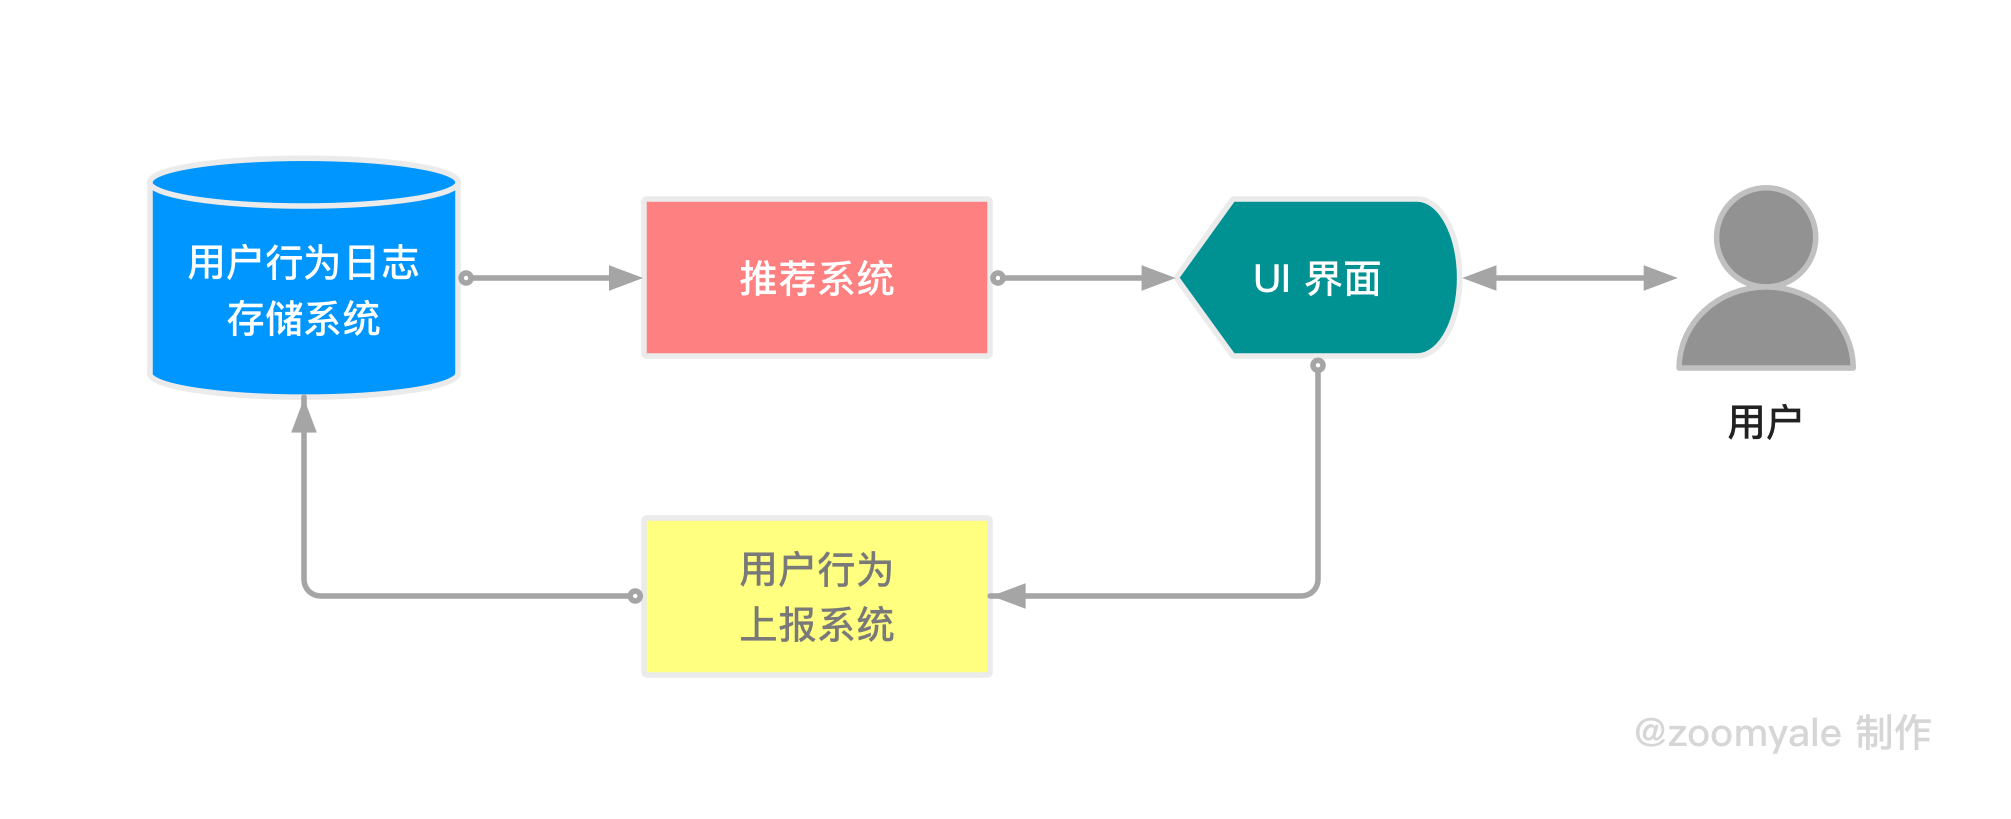 用户行为日志
存储系统
推荐系统
UI 界面
用户
用户行为
上报系统
@zoomyale 制作